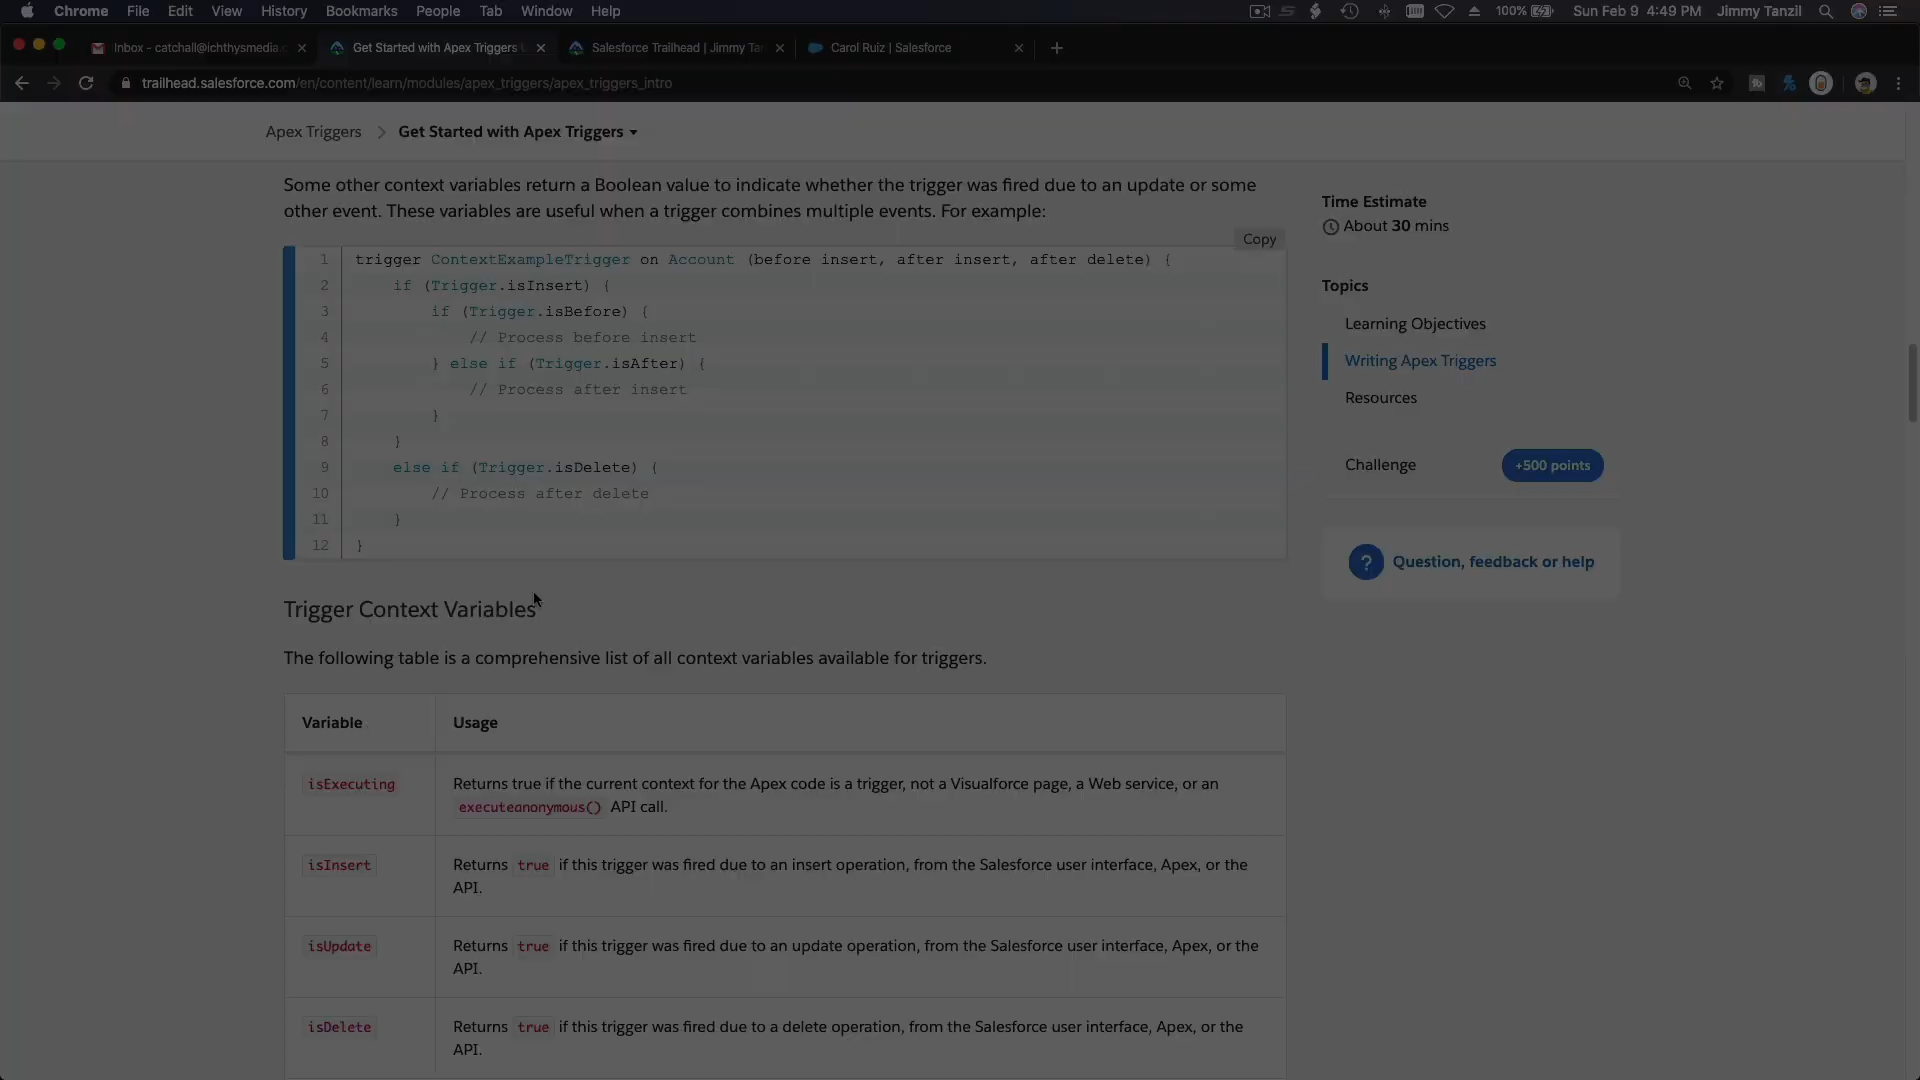 Chrome File Edit View History Bookmarks People Tab Window Help 100% Sun Feb 9 4:49 PM Jimmy Tanzil
Inbox - catchall@ichthysmedia. Get Started with Apex Triggers Salesforce Trailhead | Jimmy Ta Carol Ruiz | Salesforce
trailhead.salesforce.com/en/content/learn/modules/apex_triggers/apex_triggers_intro
Apex Triggers > Get Started with Apex Triggers
Some other context variables return a Boolean value to indicate whether the trigger was fired due to an update or some
other event. These variables are useful when a trigger combines multiple events. For example:
Copy
1 trigger ContextExampleTrigger on Account (before insert, after insert, after delete) {
2 if (Trigger.isInsert) {
3 if (Trigger.isBefore) {
4 // Process before insert
5 } else if (Trigger.isAfter) {
6 // Process after insert
7 }
8 }
9 else if (Trigger.isDelete) {
10 // Process after delete
11 }
12 }
Trigger Context Variables
The following table is a comprehensive list of all context variables available for triggers.
Variable Usage
isExecuting Returns true if the current context for the Apex code is a trigger, not a Visualforce page, a Web service, or an
executeanonymous() API call.
isInsert Returns true if this trigger was fired due to an insert operation, from the Salesforce user interface, Apex, or the
API.
isUpdate Returns true if this trigger was fired due to an update operation, from the Salesforce user interface, Apex, or the
API.
isDelete Returns true if this trigger was fired due to a delete operation, from the Salesforce user interface, Apex, or the
API.
Time Estimate
About 30 mins
Topics
Learning Objectives
Writing Apex Triggers
Resources
Challenge +500 points
? Question, feedback or help